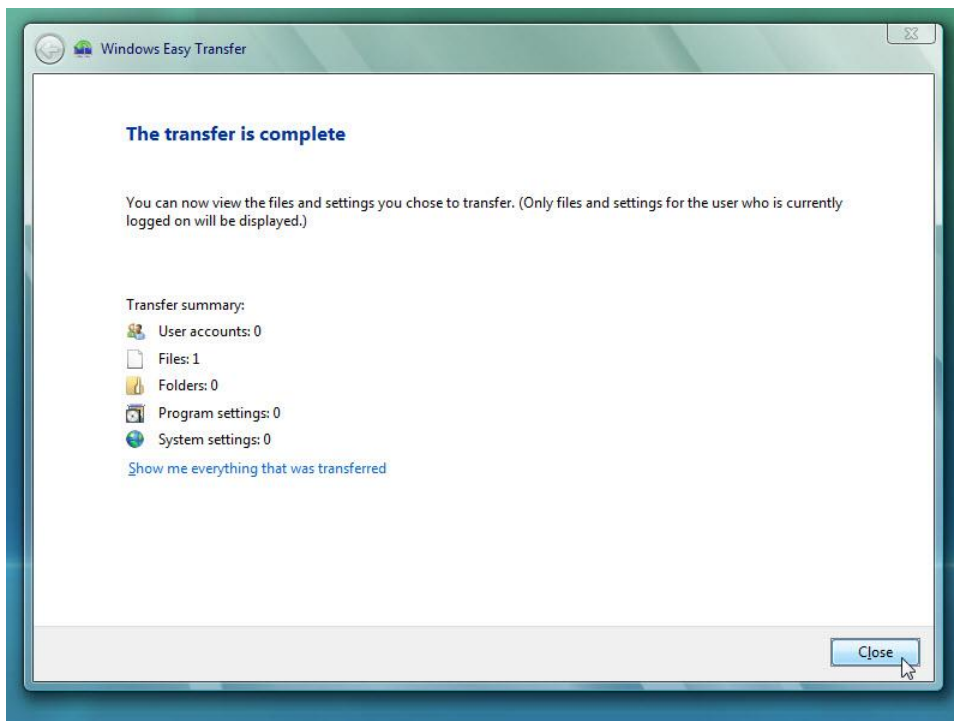 Windows Easy Transfer
The transfer is complete
You can now view the files and settings you chose to transfer. (Only files and settings for the user who is currently
logged on will be displayed.)
Transfer summary:
User accounts: 0
Files: 1
Folders: 0
Program settings: 0
System settings: 0
Show me everything that was transferred
Close